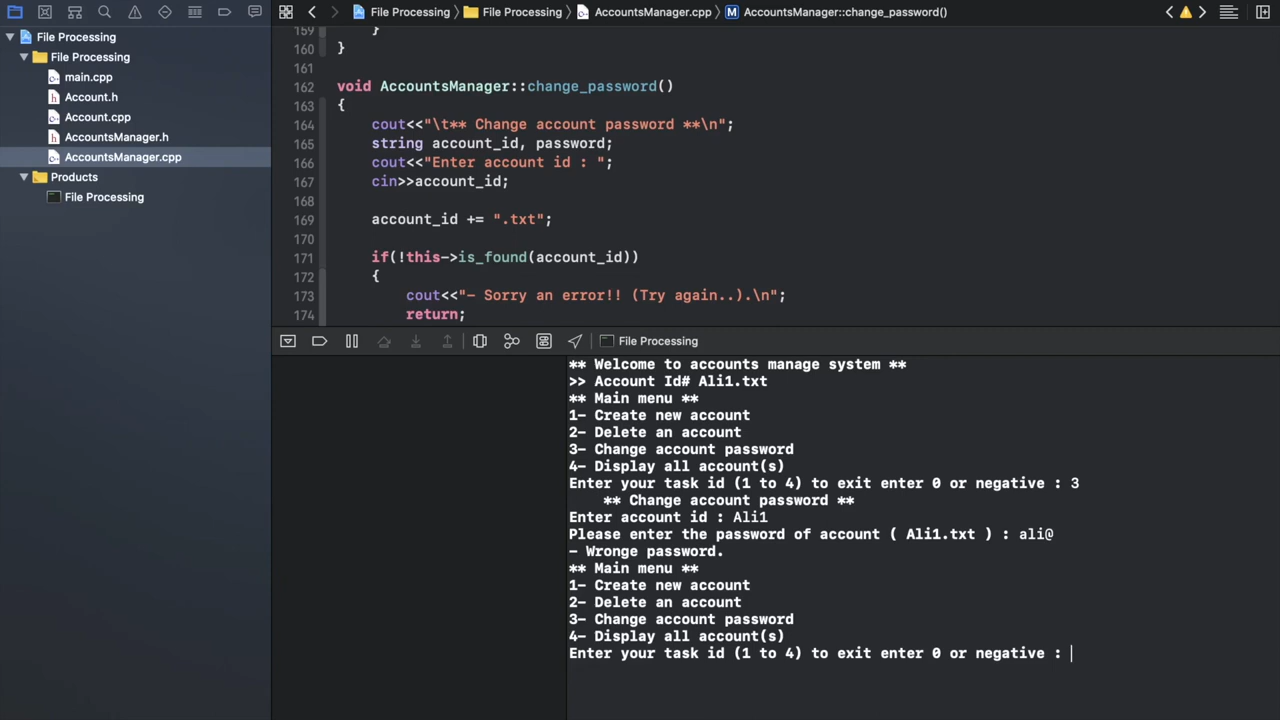 File Processing
File Processing
main.cpp
Account.h
Account.cpp
AccountsManager.h
AccountsManager.cpp
Products
File Processing
File Processing
File Processing
AccountsManager.cpp
M
AccountsManager::change_password()
159 }
160 }
161
162 void AccountsManager::change_password()
163 {
164 cout<<"\t** Change account password **\n";
165 string account_id, password;
166 cout<<"Enter account id : ";
167 cin>>account_id;
168
169 account_id += ".txt";
170
171 if(!this->is_found(account_id))
172 {
173 cout<<"- Sorry an error!! (Try again..).\n";
174 return;
File Processing
** Welcome to accounts manage system **
>> Account Id# Ali1.txt
** Main menu **
1- Create new account
2- Delete an account
3- Change account password
4- Display all account(s)
Enter your task id (1 to 4) to exit enter 0 or negative : 3
** Change account password **
Enter account id : Ali1
Please enter the password of account ( Ali1.txt ) : ali@
- Wronge password.
** Main menu **
1- Create new account
2- Delete an account
3- Change account password
4- Display all account(s)
Enter your task id (1 to 4) to exit enter 0 or negative :